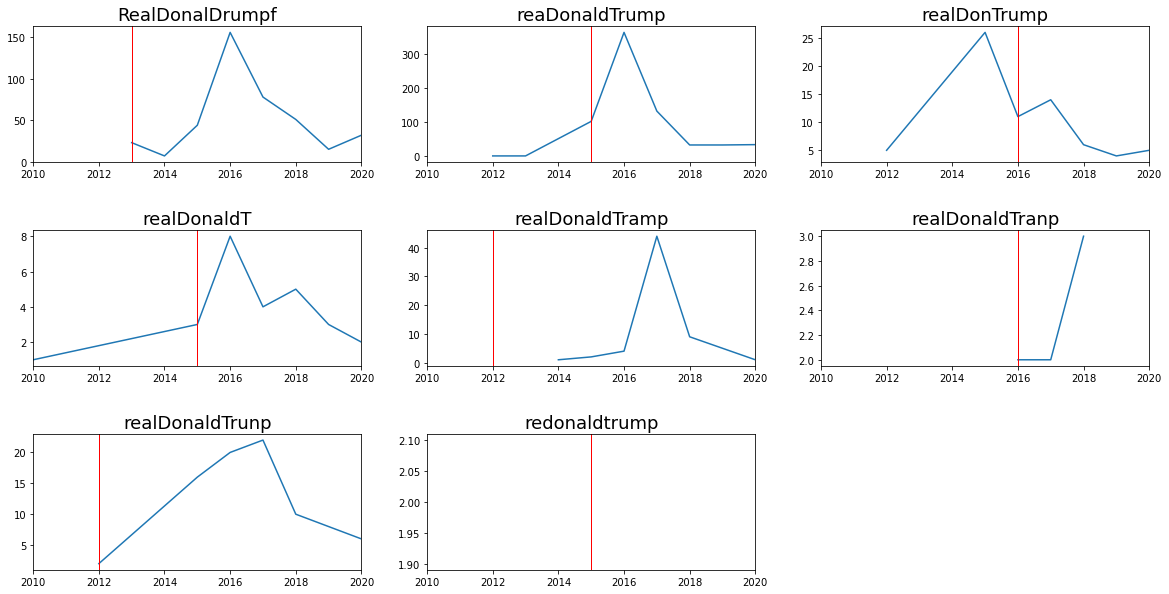 RealDonalDrumpf
150
100
50
0
2010 2012 2014 2016 2018 2020
reaDonaldTrump
300
200
100
0
2010 2012 2014 2016 2018 2020
realDonTrump
25
20
15
10
5
2010 2012 2014 2016 2018 2020
realDonaldT
8
6
4
2
2010 2012 2014 2016 2018 2020
realDonaldTramp
40
30
20
10
0
2010 2012 2014 2016 2018 2020
realDonaldTranp
3.0
2.8
2.6
2.4
2.2
2.0
2010 2012 2014 2016 2018 2020
realDonaldTrunp
20
15
10
5
2010 2012 2014 2016 2018 2020
redonaldtrump
2.10
2.05
2.00
1.95
1.90
2010 2012 2014 2016 2018 2020